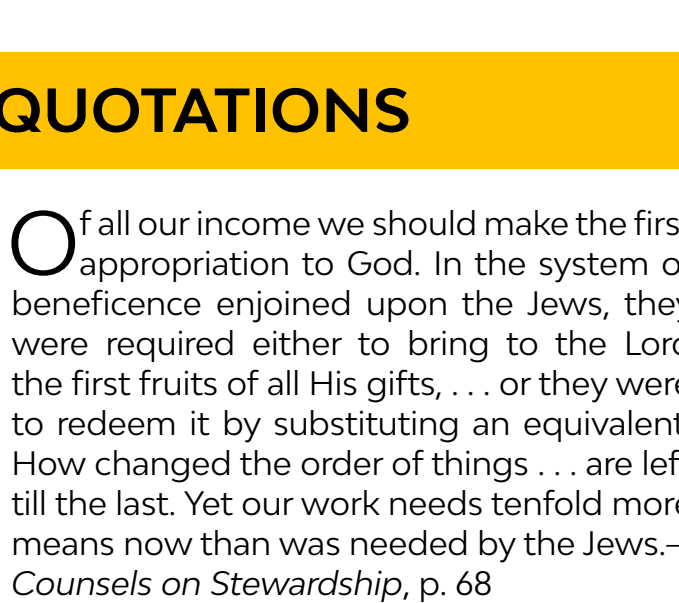 QUOTATIONS
Of all our income we should make the firs
appropriation to God. In the system o
beneficence enjoined upon the Jews, they
were required either to bring to the Lord
the first fruits of all His gifts, . . . or they were
to redeem it by substituting an equivalent
How changed the order of things . . . are lef
till the last. Yet our work needs tenfold more
means now than was needed by the Jews.–
Counsels on Stewardship, p. 68